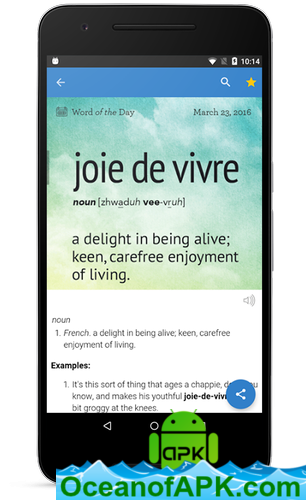 10:14
Word of the Day March 23, 2016
joie de vivre
noun [zhwaduh vee-vruh]
a delight in being alive;
keen, carefree enjoyment
of living.
noun
1. French. a delight in being alive; keen, carefree
enjoyment of living.
Examples:
1. It's this sort of thing that ages a chappie, don't you
know, and makes his youthful joie-de-viv
bit groggy at the knees.
APK
OceanofAPK.com